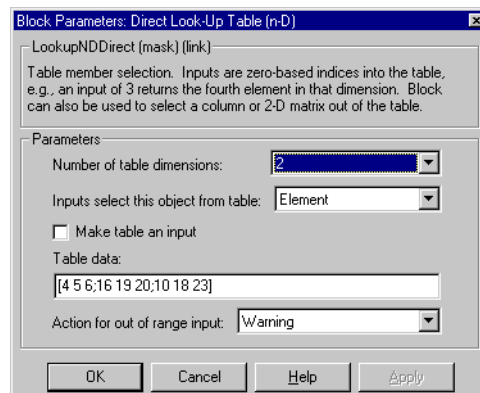 Block Parameters: Direct Look-Up Table (n-D)
LookupNDDirect (mask) (link)
Table member selection. Inputs are zero-based indices into the table,
e.g., an input of 3 returns the fourth element in that dimension. Block
can also be used to select a column or 2-D matrix out of the table.
Parameters
Number of table dimensions: 2
Inputs select this object from table: Element
Make table an input
Table data:
[4 5 6;16 19 20;10 18 23]
Action for out of range input: Warning
OK Cancel Help Apply